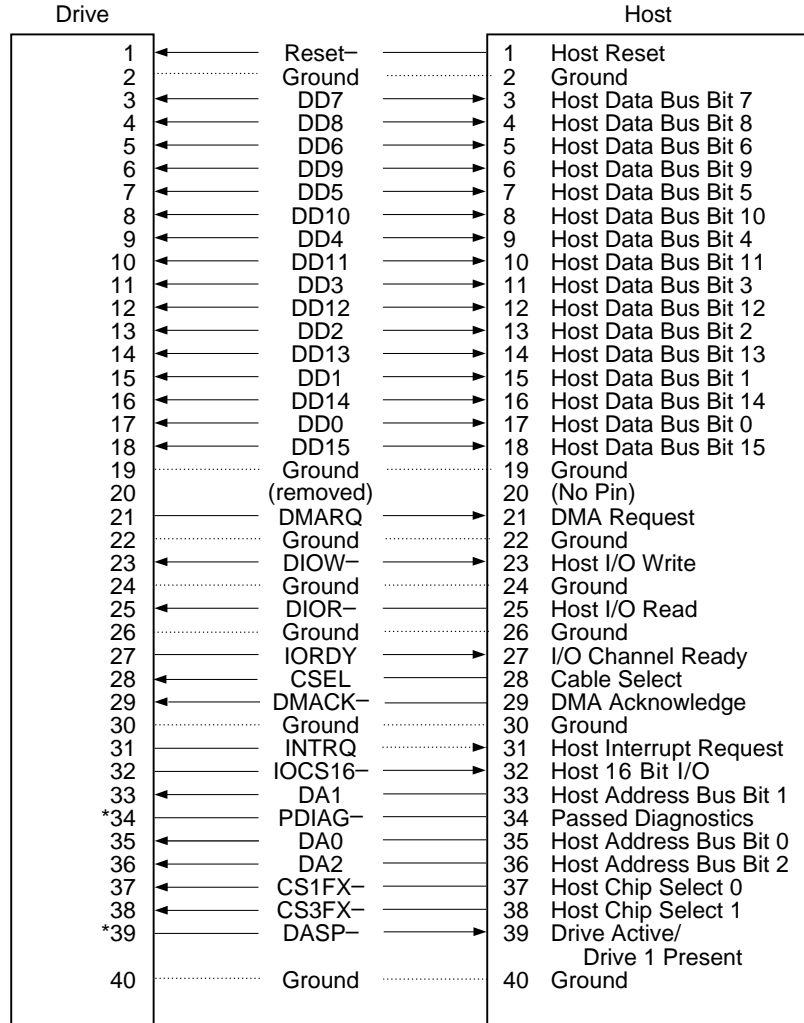 Drive Host
1 Reset– 1 Host Reset
2 Ground 2 Ground
3 DD7 3 Host Data Bus Bit 7
4 DD8 4 Host Data Bus Bit 8
5 DD6 5 Host Data Bus Bit 6
6 DD9 6 Host Data Bus Bit 9
7 DD5 7 Host Data Bus Bit 5
8 DD10 8 Host Data Bus Bit 10
9 DD4 9 Host Data Bus Bit 4
10 DD11 10 Host Data Bus Bit 11
11 DD3 11 Host Data Bus Bit 3
12 DD12 12 Host Data Bus Bit 12
13 DD2 13 Host Data Bus Bit 2
14 DD13 14 Host Data Bus Bit 13
15 DD1 15 Host Data Bus Bit 1
16 DD14 16 Host Data Bus Bit 14
17 DD0 17 Host Data Bus Bit 0
18 DD15 18 Host Data Bus Bit 15
19 Ground 19 Ground
20 (removed) 20 (No Pin)
21 DMARQ 21 DMA Request
22 Ground 22 Ground
23 DIOW– 23 Host I/O Write
24 Ground 24 Ground
25 DIOR– 25 Host I/O Read
26 Ground 26 Ground
27 IORDY 27 I/O Channel Ready
28 CSEL 28 Cable Select
29 DMACK– 29 DMA Acknowledge
30 Ground 30 Ground
31 INTRQ 31 Host Interrupt Request
32 IOCS16– 32 Host 16 Bit I/O
33 DA1 33 Host Address Bus Bit 1
*34 PDIAG– 34 Passed Diagnostics
35 DA0 35 Host Address Bus Bit 0
36 DA2 36 Host Address Bus Bit 2
37 CS1FX– 37 Host Chip Select 0
38 CS3FX– 38 Host Chip Select 1
*39 DASP– 39 Drive Active/
Drive 1 Present
40 Ground 40 Ground